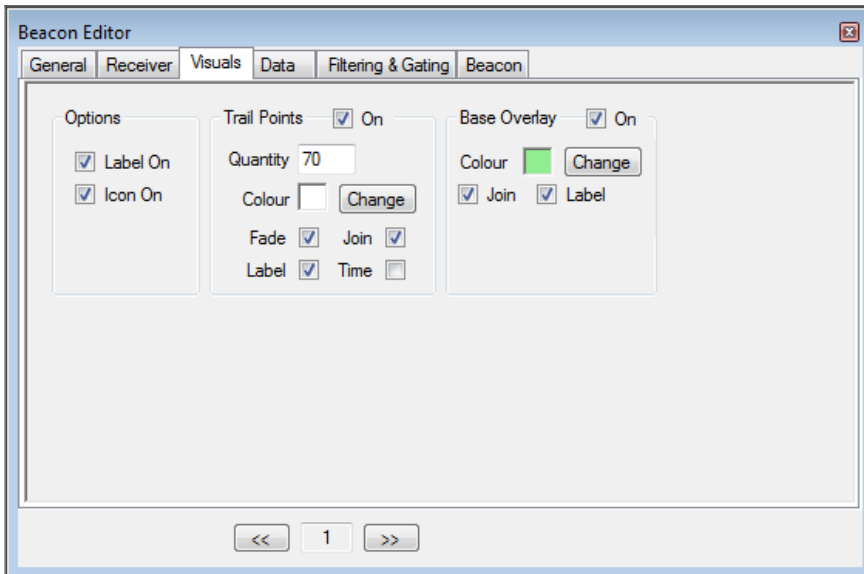 Beacon Editor
General Receiver Visuals Data Filtering & Gating Beacon
Options
Label On
Icon On
Trail Points On
Quantity 70
Colour Change
Fade Join
Label Time
Base Overlay On
Colour Change
Join Label
<< 1 >>